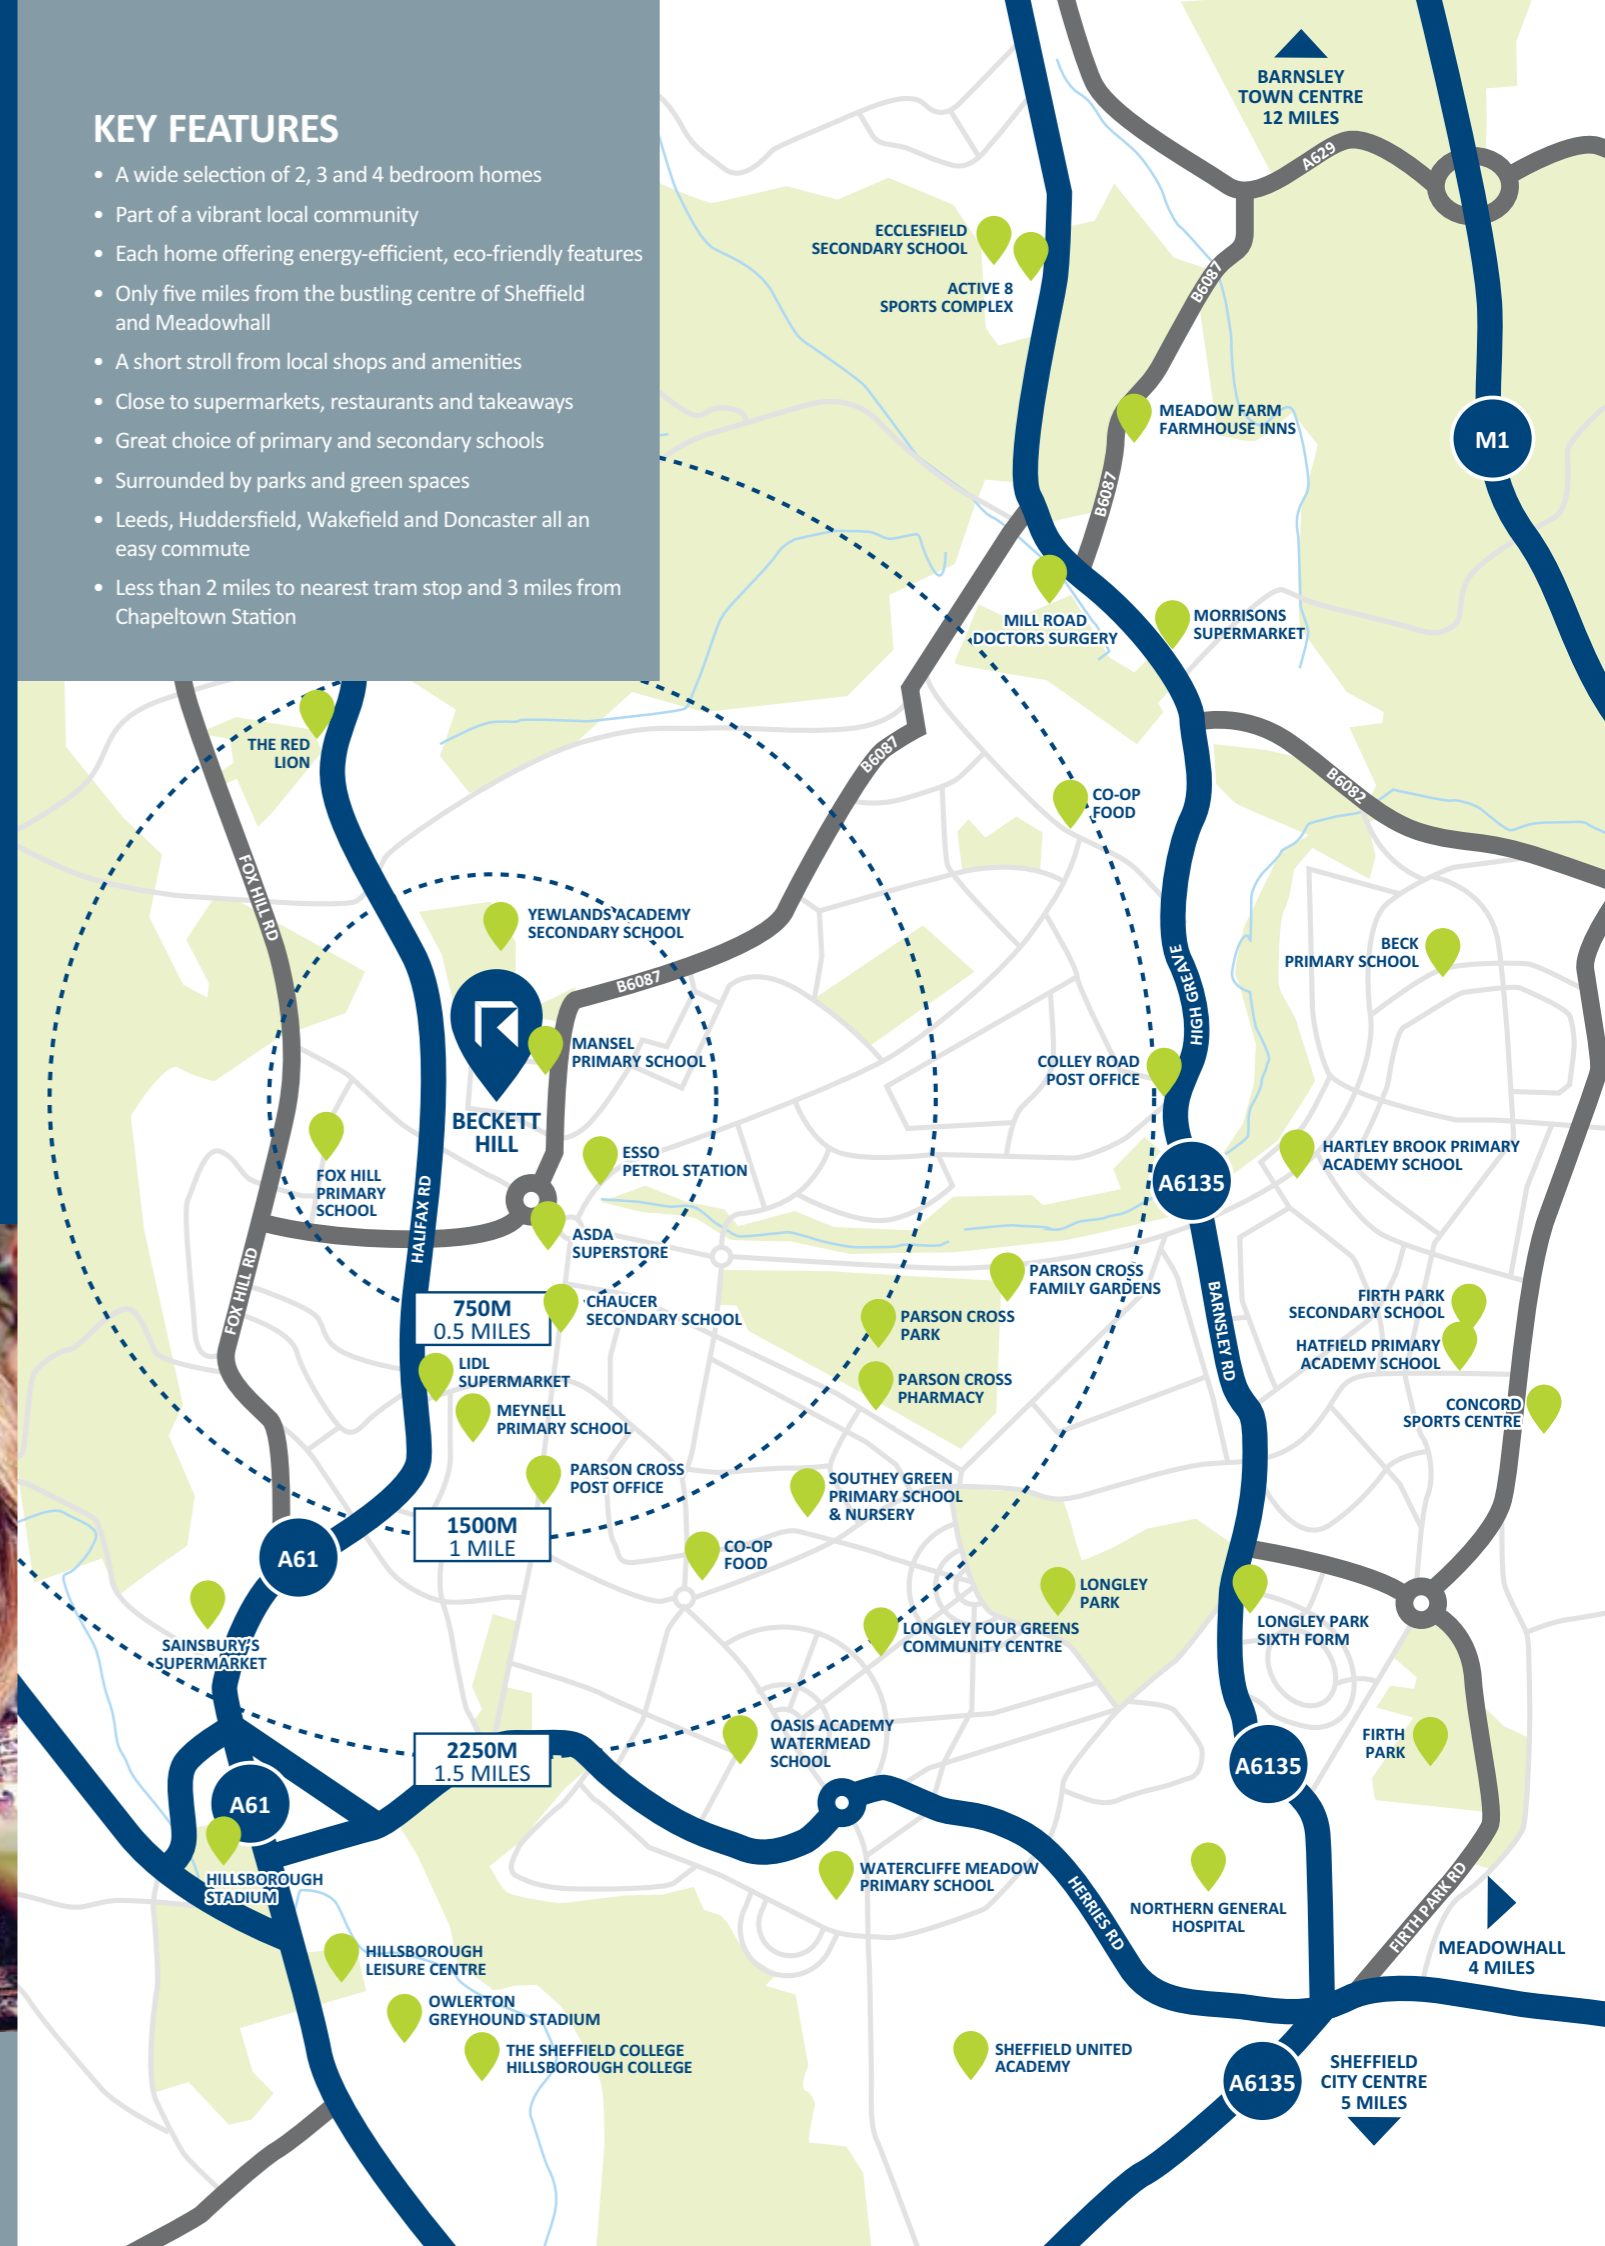 KEY FEATURES
• A wide selection of 2, 3 and 4 bedroom homes
• Part of a vibrant local community
• Each home offering energy-efficient, eco-friendly features
• Only five miles from the bustling centre of Sheffield
and Meadowhall
• A short stroll from local shops and amenities
• Close to supermarkets, restaurants and takeaways
• Great choice of primary and secondary schools
• Surrounded by parks and green spaces
• Leeds, Huddersfield, Wakefield and Doncaster all an
easy commute
• Less than 2 miles to nearest tram stop and 3 miles from
Chapeltown Station
BARNSLEY
TOWN CENTRE
12 MILES
A629
ECCLESFIELD
SECONDARY SCHOOL
ACTIVE 8
SPORTS COMPLEX
B6087
MEADOW FARM
FARMHOUSE INNS
M1
B6087
MILL ROAD
DOCTORS SURGERY
MORRISONS
SUPERMARKET
THE RED
LION
B6087
B6082
CO-OP
FOOD
FOX HILL RD
YEWLANDS ACADEMY
SECONDARY SCHOOL
B6087
BECK
PRIMARY SCHOOL
HIGH GREAVE
MANSEL
PRIMARY SCHOOL
COLLEY ROAD
POST OFFICE
BECKETT
HILL
ESSO
PETROL STATION
HARTLEY BROOK PRIMARY
ACADEMY SCHOOL
A6135
FOX HILL
PRIMARY
SCHOOL
HALIFAX RD
ASDA
SUPERSTORE
FOX HILL RD
PARSON CROSS
FAMILY GARDENS
BARNSLEY RD
750M
0.5 MILES
CHAUCER
SECONDARY SCHOOL
PARSON CROSS
PARK
FIRTH PARK
SECONDARY SCHOOL
HATFIELD PRIMARY
ACADEMY SCHOOL
LIDL
SUPERMARKET
PARSON CROSS
PHARMACY
MEYNELL
PRIMARY SCHOOL
CONCORD
SPORTS CENTRE
PARSON CROSS
POST OFFICE
SOUTHEY GREEN
PRIMARY SCHOOL
& NURSERY
1500M
1 MILE
A61
CO-OP
FOOD
LONGLEY
PARK
LONGLEY PARK
SIXTH FORM
LONGLEY FOUR GREENS
COMMUNITY CENTRE
SAINSBURY'S
SUPERMARKET
OASIS ACADEMY
WATERMEAD
SCHOOL
FIRTH
PARK
2250M
1.5 MILES
A6135
A61
HILLSBOROUGH
STADIUM
WATERCLIFFE MEADOW
PRIMARY SCHOOL
HERRIES RD
NORTHERN GENERAL
HOSPITAL
FIRTH PARK RD
MEADOWHALL
4 MILES
HILLSBOROUGH
LEISURE CENTRE
OWLERTON
GREYHOUND STADIUM
THE SHEFFIELD COLLEGE
HILLSBOROUGH COLLEGE
SHEFFIELD UNITED
ACADEMY
A6135
SHEFFIELD
CITY CENTRE
5 MILES